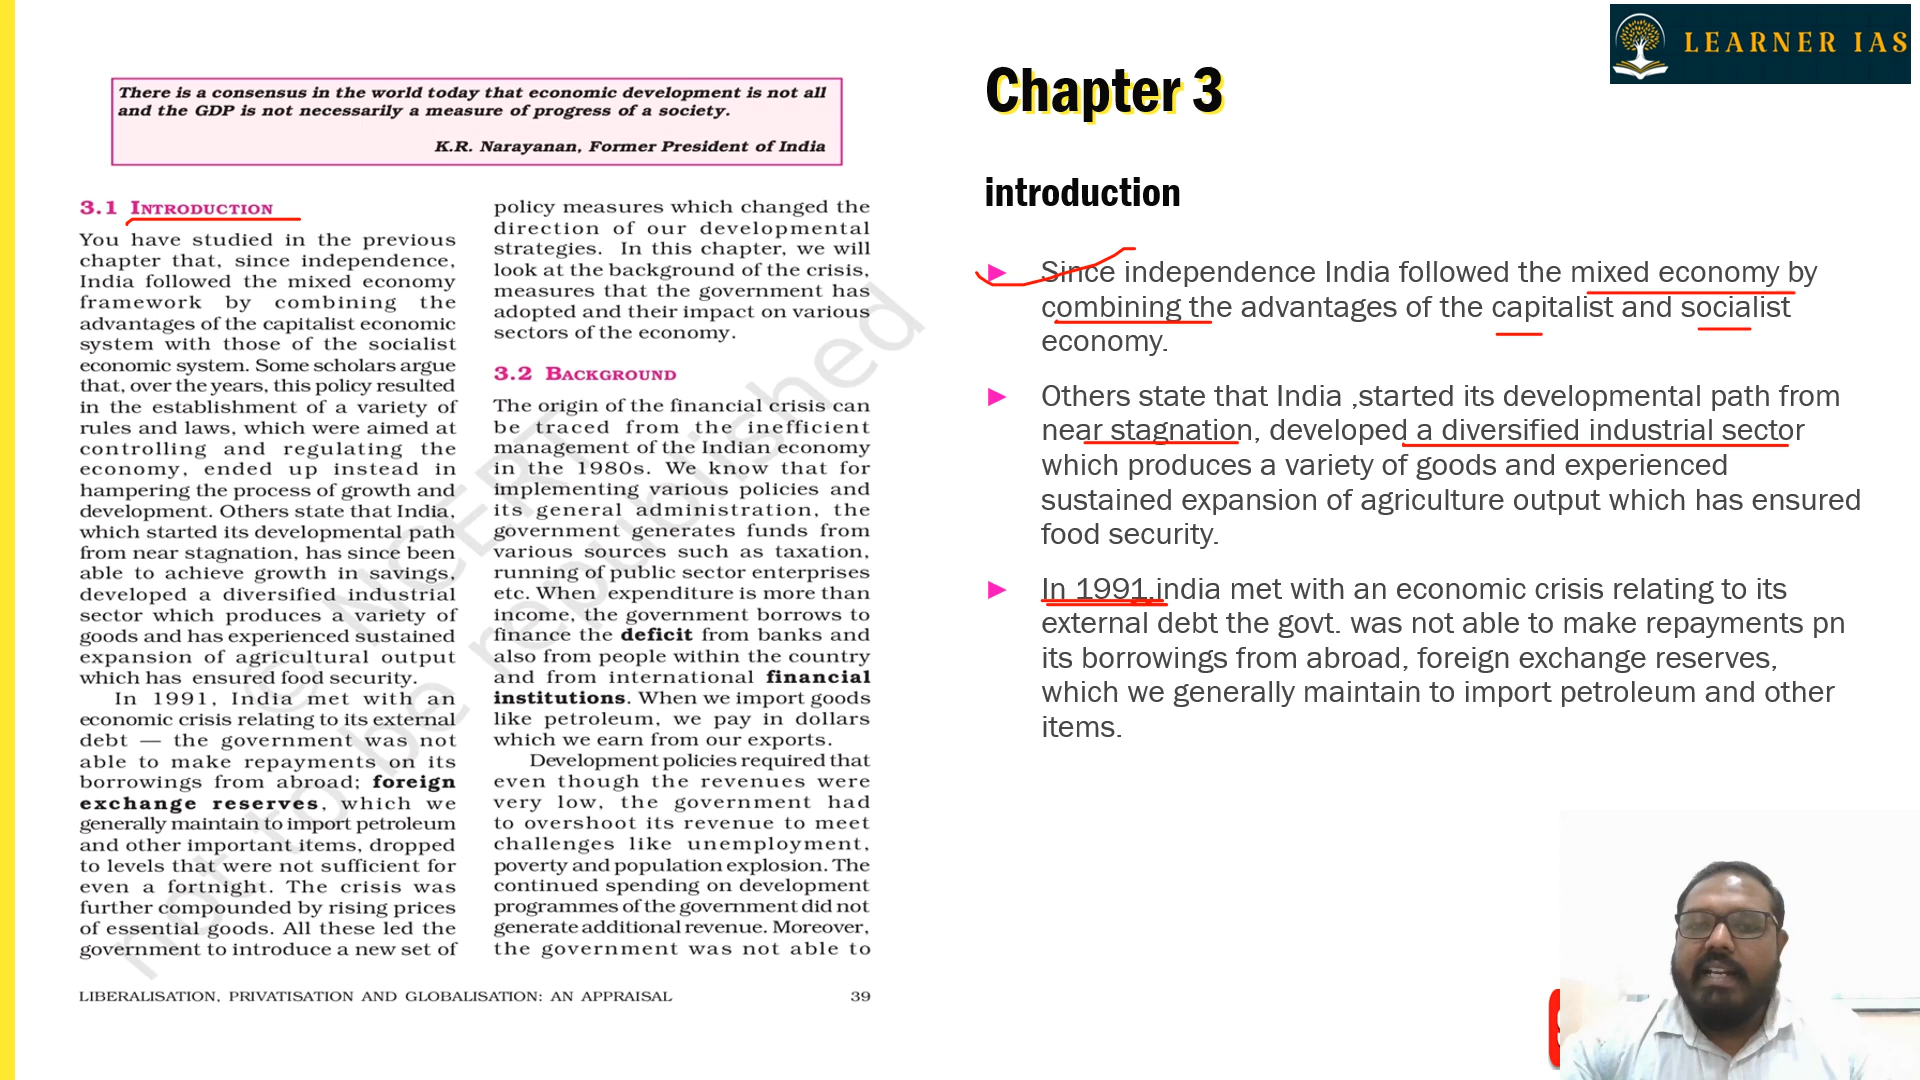 LEARNER IAS
There is a consensus in the world today that economic development is not all
and the GDP is not necessarily a measure of progress of a society.
K.R. Narayanan, Former President of India
3.1 INTRODUCTION
You have studied in the previous
chapter that, since independence,
India followed the mixed economy
framework by combining the
advantages of the capitalist economic
system with those of the socialist
economic system. Some scholars argue
that, over the years, this policy resulted
in the establishment of a variety of
rules and laws, which were aimed at
controlling and regulating the
economy, ended up instead in
hampering the process of growth and
development. Others state that India,
which started its developmental path
from near stagnation, has since been
able to achieve growth in savings,
developed a diversified industrial
sector which produces a variety of
goods and has experienced sustained
expansion of agricultural output
which has ensured food security.
In 1991, India met with an
economic crisis relating to its external
debt — the government was not
able to make repayments on its
borrowings from abroad; foreign
exchange reserves, which we
generally maintain to import petroleum
and other important items, dropped
to levels that were not sufficient for
even a fortnight. The crisis was
further compounded by rising prices
of essential goods. All these led the
government to introduce a new set of
policy measures which changed the
direction of our developmental
strategies. In this chapter, we will
look at the background of the crisis,
measures that the government has
adopted and their impact on various
sectors of the economy.
3.2 BACKGROUND
The origin of the financial crisis can
be traced from the inefficient
management of the Indian economy
in the 1980s. We know that for
implementing various policies and
its general administration, the
government generates funds from
various sources such as taxation,
running of public sector enterprises
etc. When expenditure is more than
income, the government borrows to
finance the deficit from banks and
also from people within the country
and from international financial
institutions. When we import goods
like petroleum, we pay in dollars
which we earn from our exports.
Development policies required that
even though the revenues were
very low, the government had
to overshoot its revenue to meet
challenges like unemployment,
poverty and population explosion. The
continued spending on development
programmes of the government did not
generate additional revenue. Moreover,
the government was not able to
© NCERT
not to be republished
LIBERALISATION, PRIVATISATION AND GLOBALISATION: AN APPRAISAL 39
Chapter 3
introduction
Since independence India followed the mixed economy by
combining the advantages of the capitalist and socialist
economy.
Others state that India ,started its developmental path from
near stagnation, developed a diversified industrial sector
which produces a variety of goods and experienced
sustained expansion of agriculture output which has ensured
food security.
In 1991,india met with an economic crisis relating to its
external debt the govt. was not able to make repayments pn
its borrowings from abroad, foreign exchange reserves,
which we generally maintain to import petroleum and other
items.